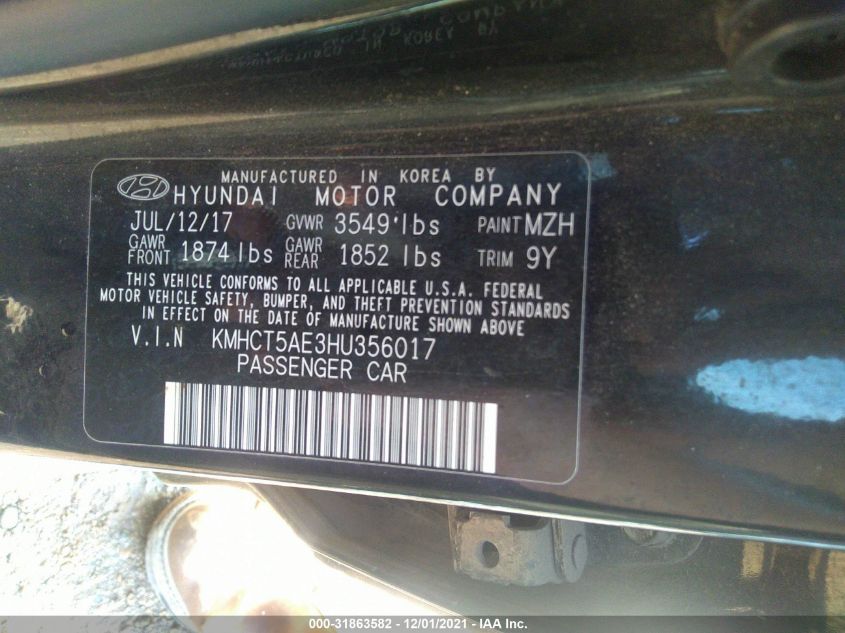 MANUFACTURED IN KOREA BY
HYUNDAI MOTOR COMPANY
JUL/12/17 GVWR 3549 lbs PAINT MZH
GAWR FRONT 1874 lbs GAWR REAR 1852 lbs TRIM 9Y
THIS VEHICLE CONFORMS TO ALL APPLICABLE U.S.A. FEDERAL
MOTOR VEHICLE SAFETY, BUMPER, AND THEFT PREVENTION STANDARDS
IN EFFECT ON THE DATE OF MANUFACTURE SHOWN ABOVE
V.I.N KMHCT5AE3HU356017
PASSENGER CAR
000-31863582 - 12/01/2021 - IAA Inc.